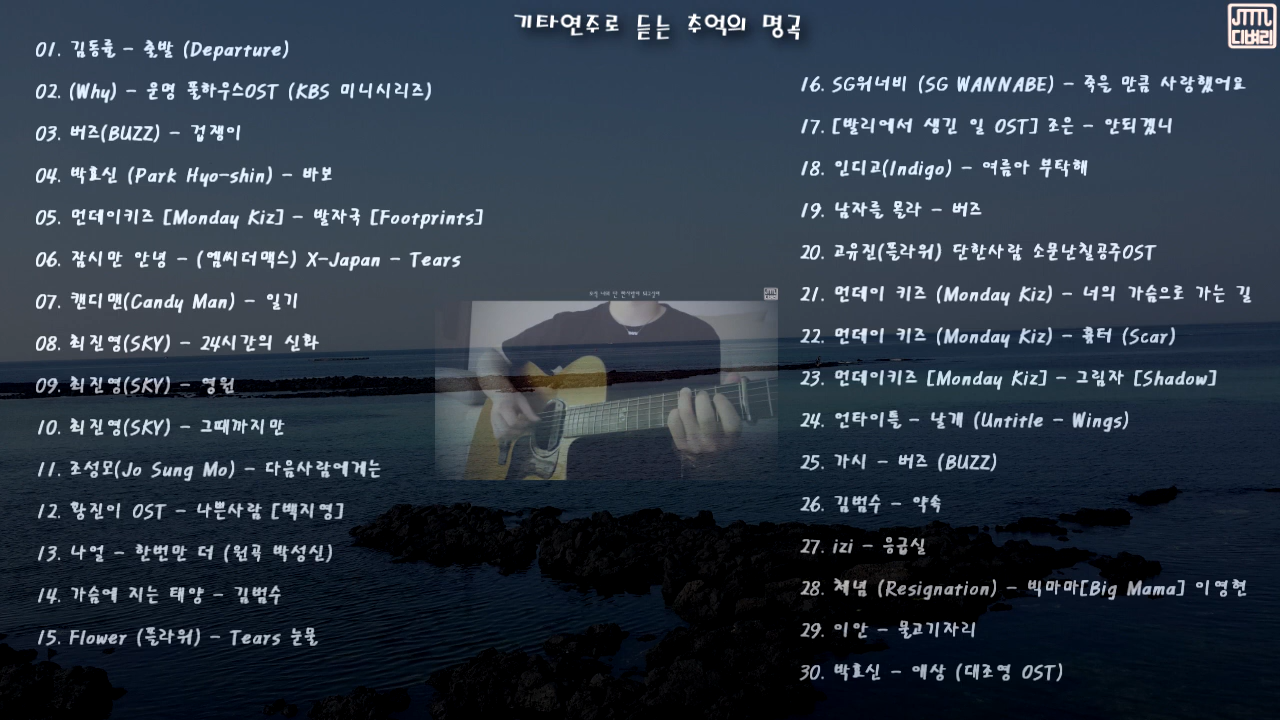 기타연주로 듣는 추억의 명곡
디벼리
01. 김동률 - 출발 (Departure)
02. (Why) - 운명 풀하우스OST (KBS 미니시리즈)
03. 버즈(BUZZ) - 겁쟁이
04. 박효신 (Park Hyo-shin) - 바보
05. 먼데이키즈 [Monday Kiz] - 발자국 [Footprints]
06. 잠시만 안녕 - (엠씨더맥스) X-Japan - Tears
07. 캔디맨(Candy Man) - 일기
08. 최진영(SKY) - 24시간의 신화
09. 최진영(SKY) - 영원
10. 최진영(SKY) - 그때까지만
11. 조성모(Jo Sung Mo) - 다음사람에게는
12. 황진이 OST - 나쁜사람 [백지영]
13. 나얼 - 한번만 더 (원곡 박성신)
14. 가슴에 지는 태양 - 김범수
15. Flower (플라워) - Tears 눈물
16. SG워너비 (SG WANNABE) - 죽을 만큼 사랑했어요
17. [발리에서 생긴 일 OST] 조은 - 안되겠니
18. 인디고(Indigo) - 여름아 부탁해
19. 남자를 몰라 - 버즈
20. 고유진(플라워) 단한사람 소문난칠공주OST
21. 먼데이 키즈 (Monday Kiz) - 너의 가슴으로 가는 길
22. 먼데이 키즈 (Monday Kiz) - 흉터 (Scar)
23. 먼데이키즈 [Monday Kiz] - 그림자 [Shadow]
24. 언타이틀 - 날개 (Untitle - Wings)
25. 가시 - 버즈 (BUZZ)
26. 김범수 - 약속
27. izi - 응급실
28. 체념 (Resignation) - 빅마마[Big Mama] 이영현
29. 이안 - 물고기자리
30. 박효신 - 애상 (대조영 OST)